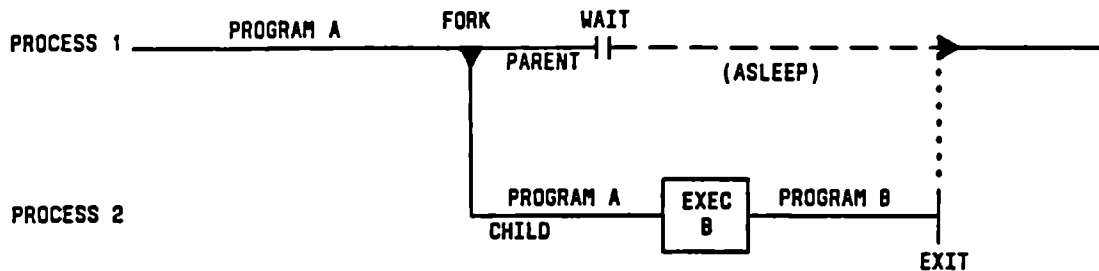 FORK
WAIT
PROGRAM A
PROCESS 1
PARENT
(ASLEEP)
PROGRAM A
EXEC
B
PROGRAM B
PROCESS 2
CHILD
EXIT